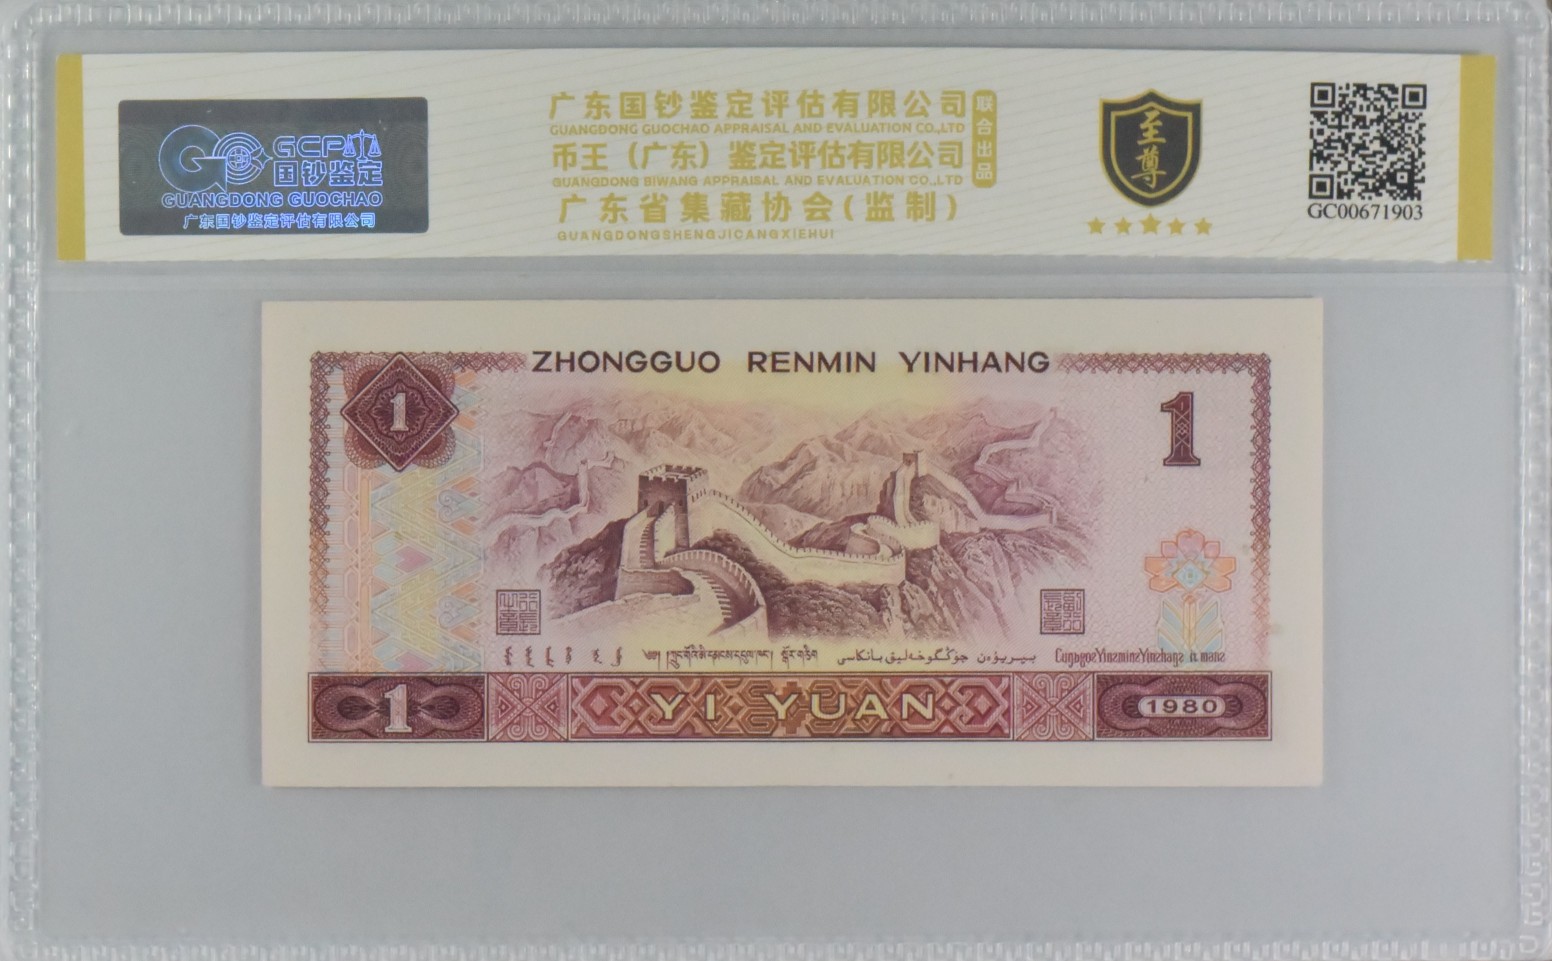 GCP
国钞鉴定
GUANGDONG GUOCHAO
广东国钞鉴定评估有限公司
广东国钞鉴定评估有限公司
GUANGDONG GUOCHAO APPRAISAL AND EVALUATION CO.,LTD
币王（广东）鉴定评估有限公司
GUANGDONG BIWANG APPRAISAL AND EVALUATION CO.,LTD
联合出品
广东省集藏协会(监制)
GUANGDONGSHENGJICANGXIEHUI
至尊
GC00671903
ZHONGGUO RENMIN YINHANG
1
1
1
YI YUAN
1980